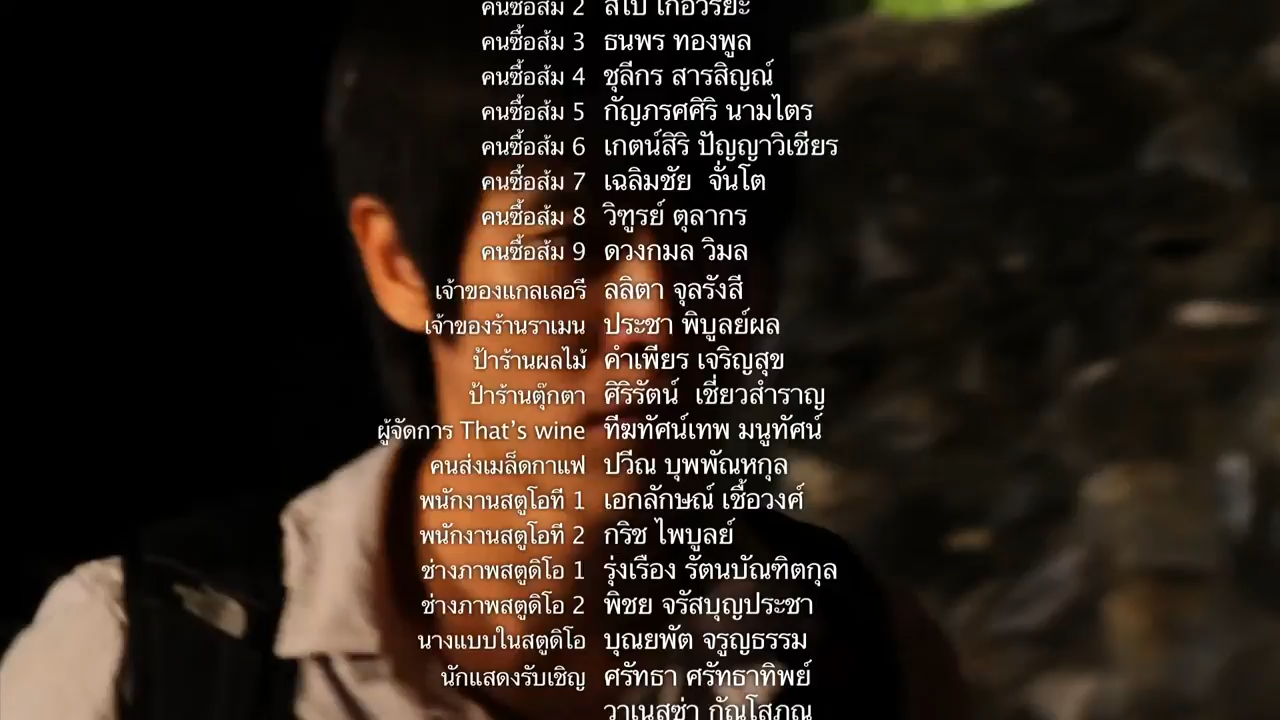 คนซื้อส้ม 2
คนซื้อส้ม 3 ธนพร ทองพูล
คนซื้อส้ม 4 ชุลีกร สารสิญณ์
คนซื้อส้ม 5 กัญภรศศิริ นามไตร
คนซื้อส้ม 6 เกตน์สิริ ปัญญาวิเชียร
คนซื้อส้ม 7 เฉลิมชัย จั่นโต
คนซื้อส้ม 8 วิฑูรย์ ตุลากร
คนซื้อส้ม 9 ดวงกมล วิมล
เจ้าของแกลเลอรี ลลิตา จุลรังสี
เจ้าของร้านราเมน ประชา พิบูลย์ผล
ป้าร้านผลไม้ คำเพียร เจริญสุข
ป้าร้านตุ๊กตา ศิริรัตน์ เชี่ยวสำราญ
ผู้จัดการ That's wine ทีฆทัศน์เทพ มนูทัศน์
คนส่งเมล็ดกาแฟ ปวีณ บุพพัณหกุล
พนักงานสตูโอที 1 เอกลักษณ์ เชื้อวงศ์
พนักงานสตูโอที 2 กริช ไพบูลย์
ช่างภาพสตูดิโอ 1 รุ่งเรือง รัตนบัณฑิตกุล
ช่างภาพสตูดิโอ 2 พิชย จรัสบุญประชา
นางแบบในสตูดิโอ บุณยพัต จรูญธรรม
นักแสดงรับเชิญ ศรัทธา ศรัทธาทิพย์
วาเนสซ่า กัณโสภณ